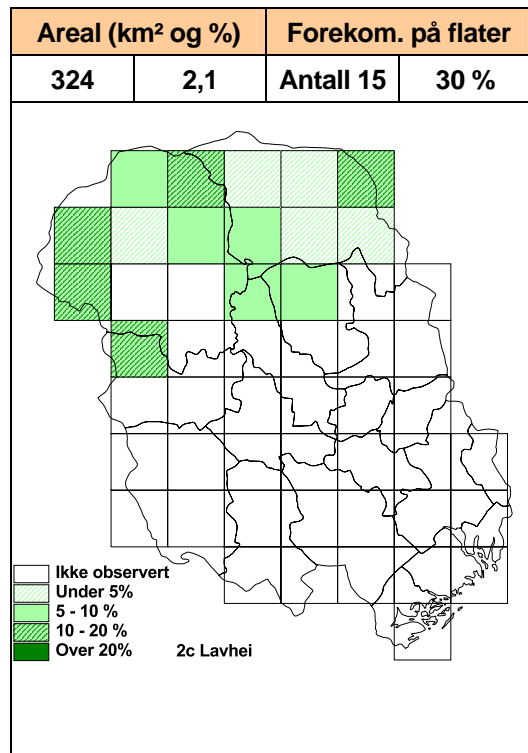 Areal (km² og %) Forekom. på flater
324 2,1 Antall 15 30 %
Ikke observert
Under 5%
5 - 10 %
10 - 20 %
Over 20% 2c Lavhei